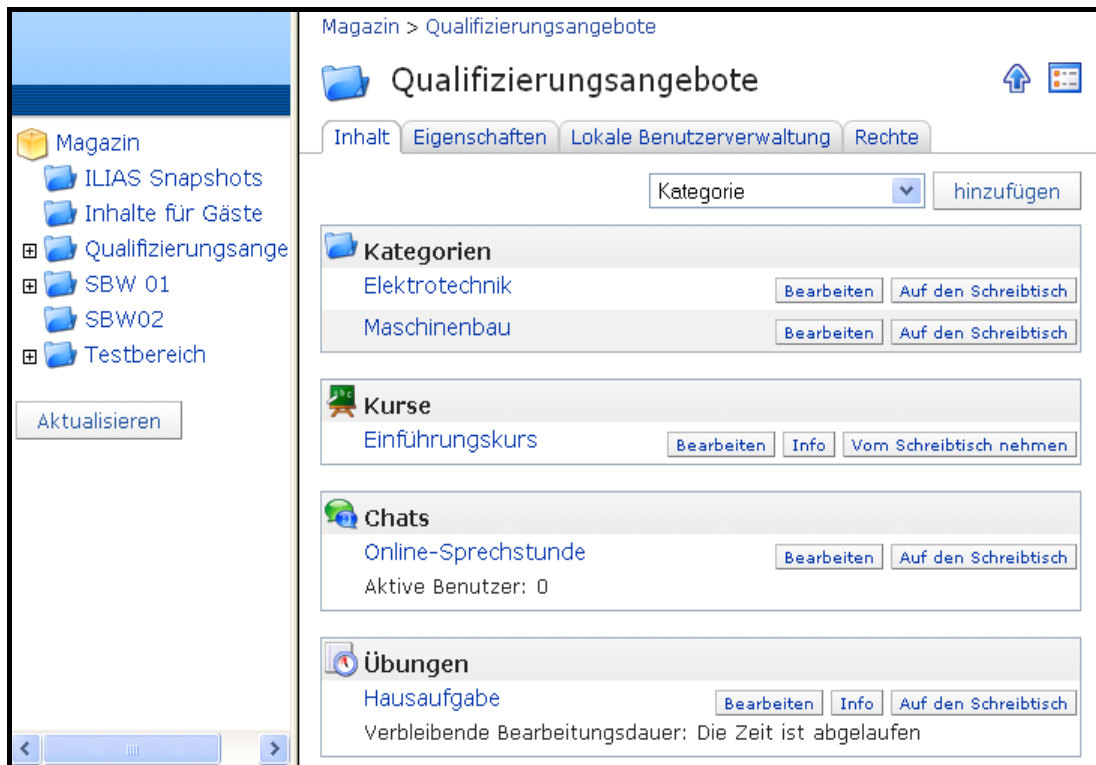 Magazin
ILIAS Snapshots
Inhalte für Gäste
Qualifizierungsange
SBW 01
SBW02
Testbereich
Aktualisieren
Magazin > Qualifizierungsangebote
Qualifizierungsangebote
Inhalt Eigenschaften Lokale Benutzerverwaltung Rechte
Kategorie hinzufügen
Kategorien
Elektrotechnik Bearbeiten Auf den Schreibtisch
Maschinenbau Bearbeiten Auf den Schreibtisch
Kurse
Einführungskurs Bearbeiten Info Vom Schreibtisch nehmen
Chats
Online-Sprechstunde Bearbeiten Auf den Schreibtisch
Aktive Benutzer: 0
Übungen
Hausaufgabe Bearbeiten Info Auf den Schreibtisch
Verbleibende Bearbeitungsdauer: Die Zeit ist abgelaufen